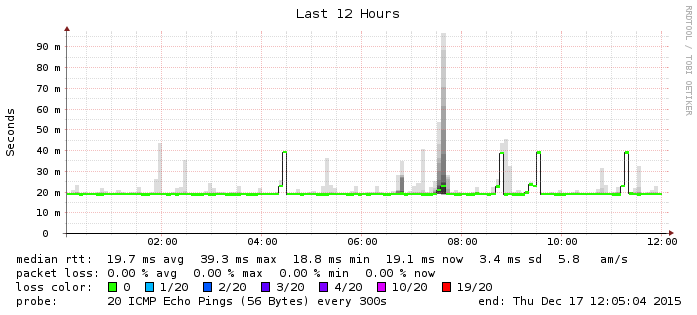 Last 12 Hours
RRDTOOL / TOBI OETIKER
Seconds
90 m
80 m
70 m
60 m
50 m
40 m
30 m
20 m
10 m
0
02:00 04:00 06:00 08:00 10:00 12:00
median rtt: 19.7 ms avg 39.3 ms max 18.8 ms min 19.1 ms now 3.4 ms sd 5.8 am/s
packet loss: 0.00 % avg 0.00 % max 0.00 % min 0.00 % now
loss color: 0 1/20 2/20 3/20 4/20 10/20 19/20
probe: 20 ICMP Echo Pings (56 Bytes) every 300s end: Thu Dec 17 12:05:04 2015